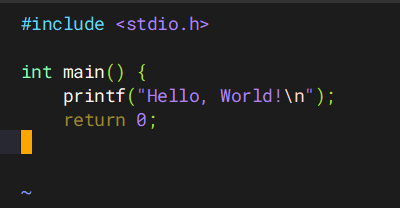 #include <stdio.h>

int main() {
    printf("Hello, World!\n");
    return 0;

~